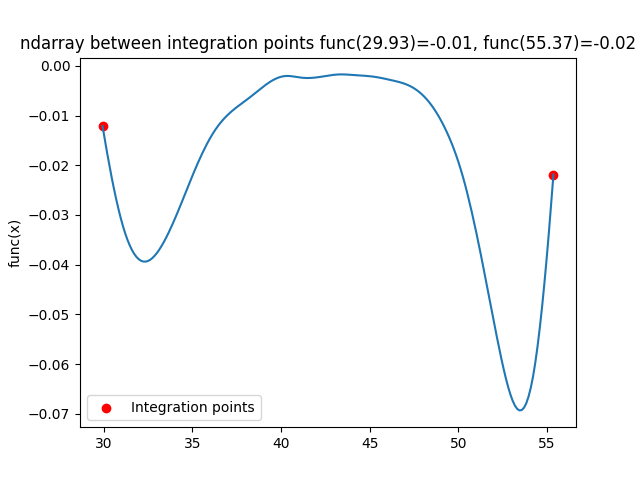 ndarray between integration points func(29.93)=-0.01, func(55.37)=-0.02
0.00
−0.01
−0.02
−0.03
−0.04
−0.05
−0.06
−0.07
func(x)
Integration points
30 35 40 45 50 55